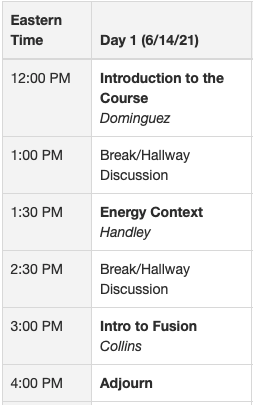 Eastern
Time
Day 1 (6/14/21)
12:00 PM
Introduction to the
Course
Dominguez
1:00 PM
Break/Hallway
Discussion
1:30 PM
Energy Context
Handley
2:30 PM
Break/Hallway
Discussion
3:00 PM
Intro to Fusion
Collins
4:00 PM
Adjourn